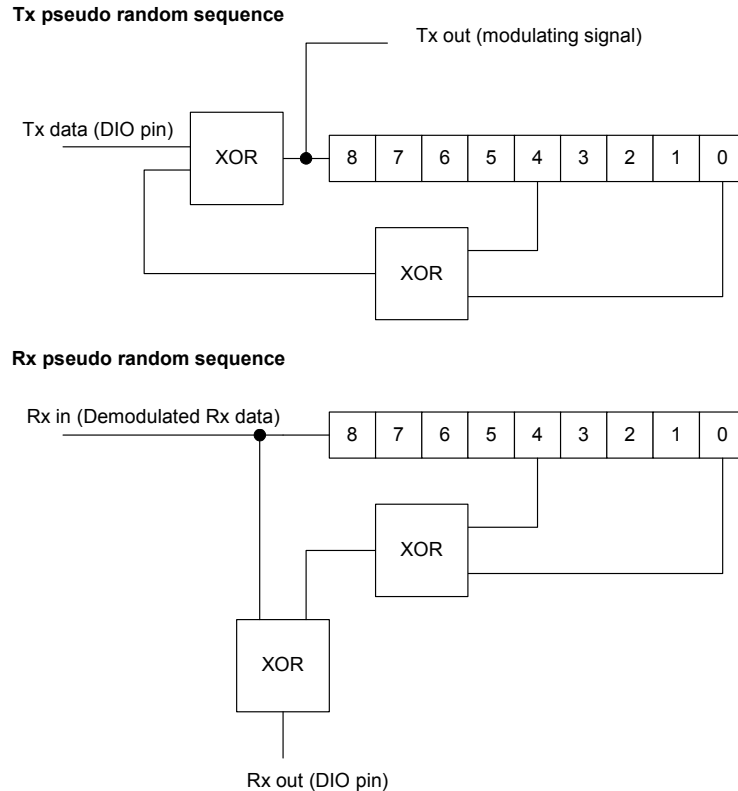 Tx pseudo random sequence
Tx out (modulating signal)
Tx data (DIO pin)
XOR
8 7 6 5 4 3 2 1 0
XOR
Rx pseudo random sequence
Rx in (Demodulated Rx data)
8 7 6 5 4 3 2 1 0
XOR
XOR
Rx out (DIO pin)